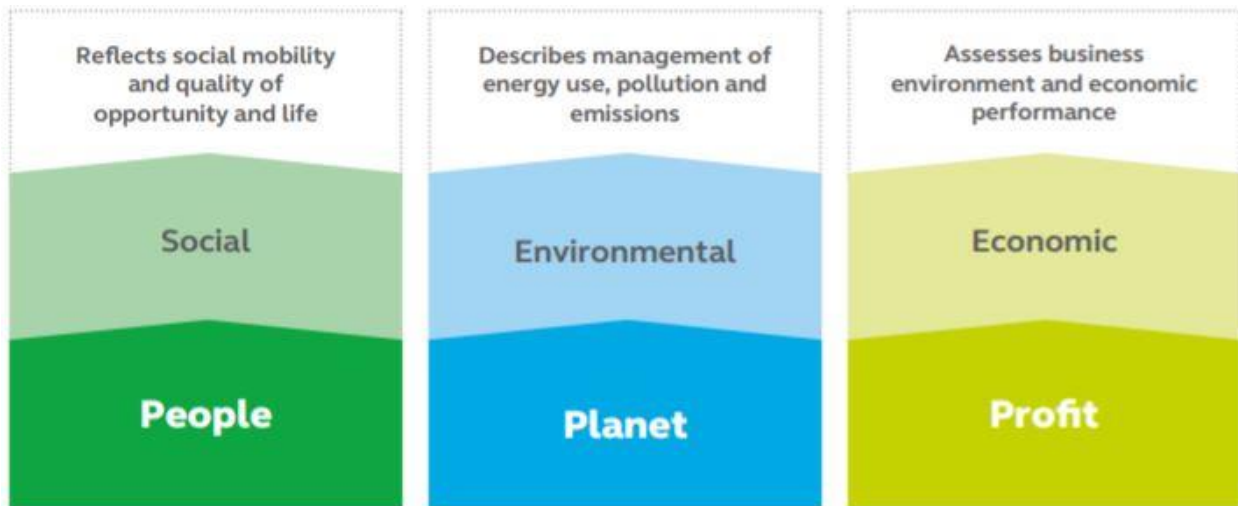 Reflects social mobility
and quality of
opportunity and life
Social
People
Describes management of
energy use, pollution and
emissions
Environmental
Planet
Assesses business
environment and economic
performance
Economic
Profit